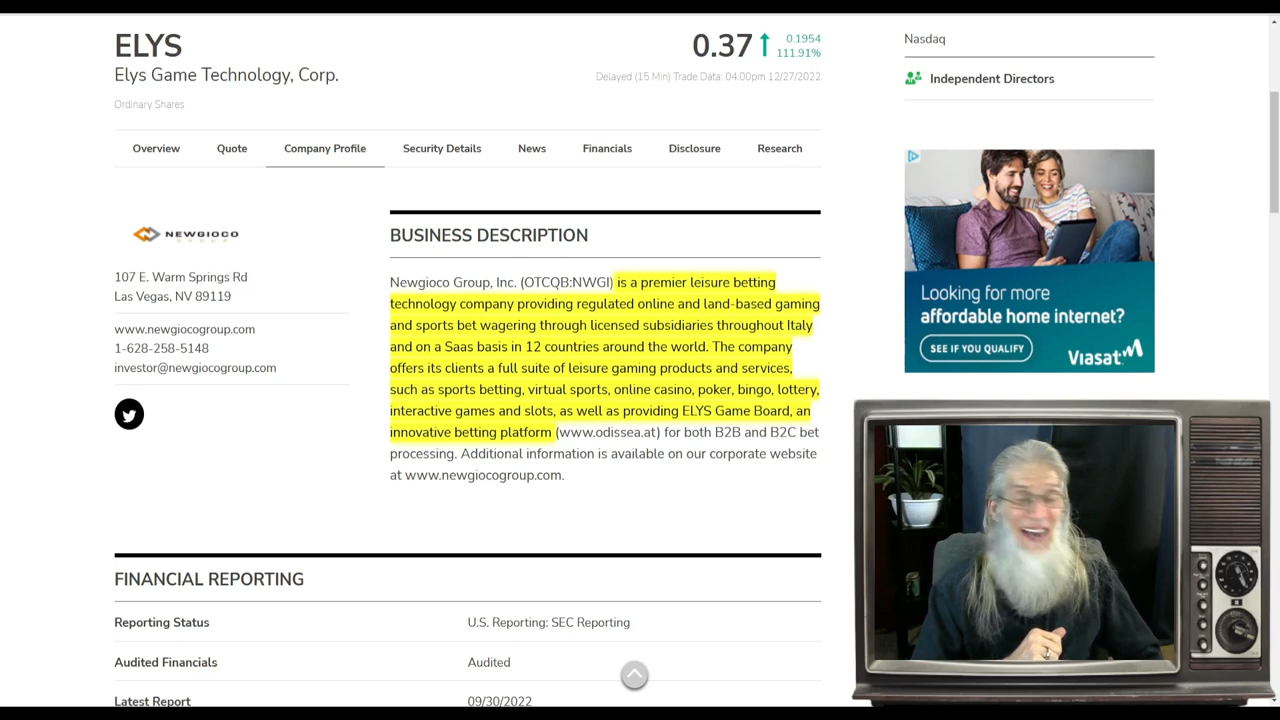 ELYS
Elys Game Technology, Corp.
Ordinary Shares
0.37
0.1954
111.91%
Delayed (15 Min) Trade Data: 04:00pm 12/27/2022
Nasdaq
Independent Directors
Overview Quote Company Profile Security Details News Financials Disclosure Research
NEWGIOCO
GROUP
107 E. Warm Springs Rd
Las Vegas, NV 89119
www.newgiocogroup.com
1-628-258-5148
investor@newgiocogroup.com
BUSINESS DESCRIPTION
Newgioco Group, Inc. (OTCQB:NWGI) is a premier leisure betting
technology company providing regulated online and land-based gaming
and sports bet wagering through licensed subsidiaries throughout Italy
and on a Saas basis in 12 countries around the world. The company
offers its clients a full suite of leisure gaming products and services,
such as sports betting, virtual sports, online casino, poker, bingo, lottery,
interactive games and slots, as well as providing ELYS Game Board, an
innovative betting platform (www.odissea.at) for both B2B and B2C bet
processing. Additional information is available on our corporate website
at www.newgiocogroup.com.
Looking for more
affordable home internet?
SEE IF YOU QUALIFY
Viasat
FINANCIAL REPORTING
Reporting Status U.S. Reporting: SEC Reporting
Audited Financials Audited
Latest Report 09/30/2022